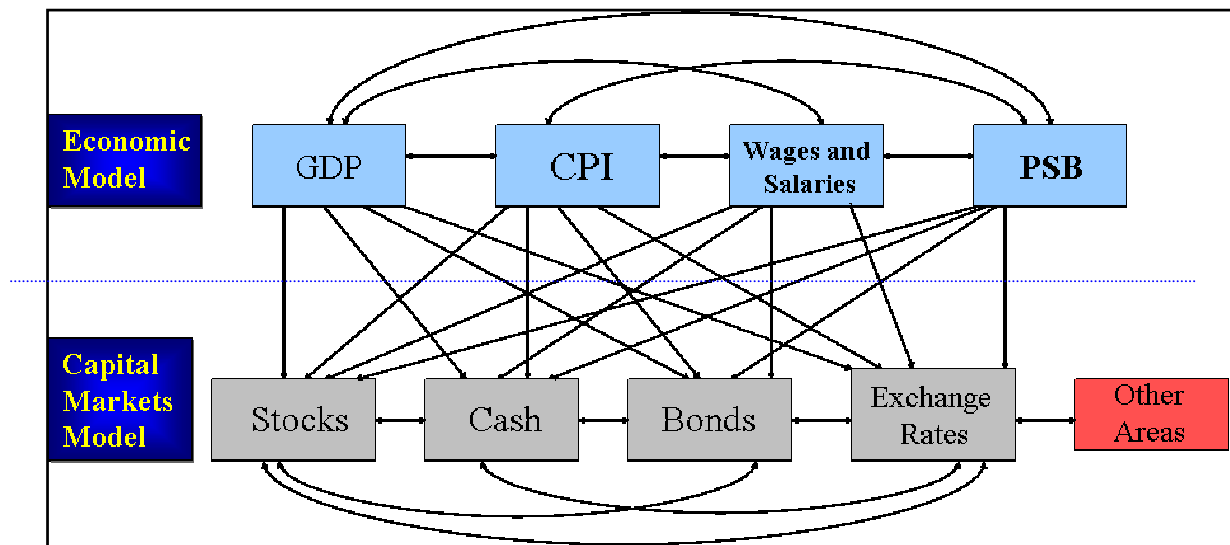 Economic
Model
GDP
CPI
Wages and
Salaries
PSB
Capital
Markets
Model
Stocks
Cash
Bonds
Exchange
Rates
Other
Areas